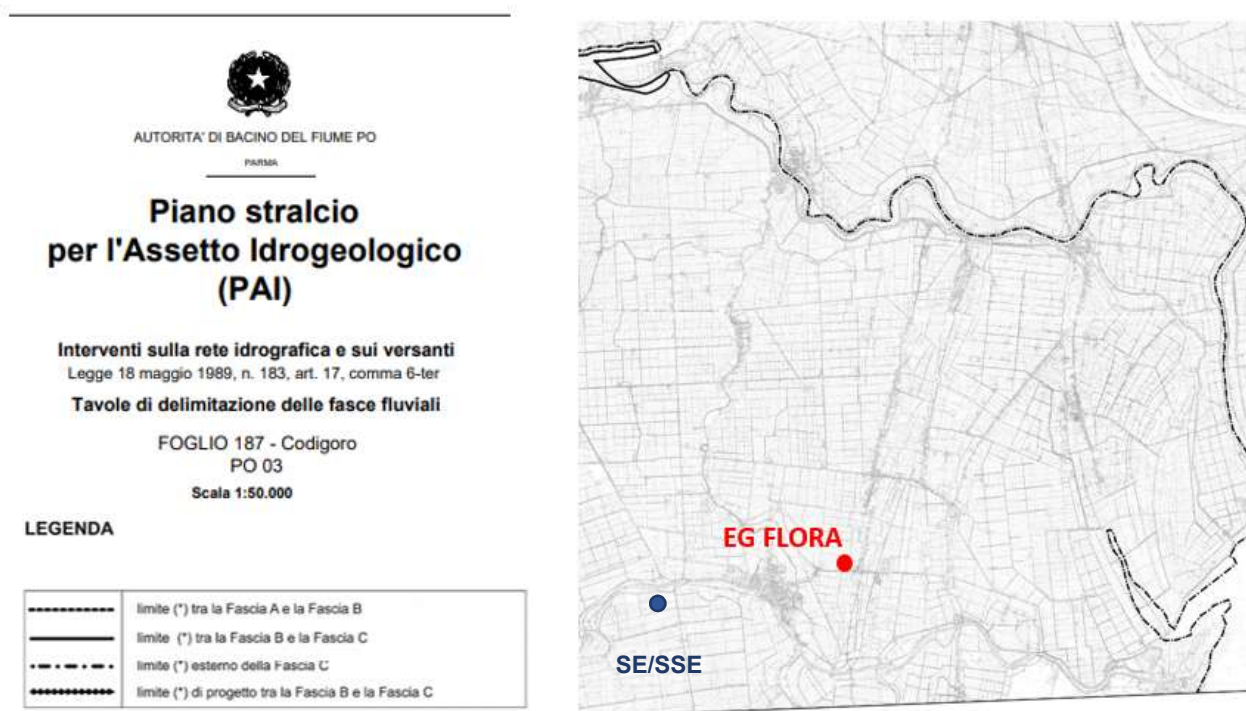 AUTORITA' DI BACINO DEL FIUME PO
PARMA
Piano stralcio
per l'Assetto Idrogeologico
(PAI)
Interventi sulla rete idrografica e sui versanti
Legge 18 maggio 1989, n. 183, art. 17, comma 6-ter
Tavole di delimitazione delle fasce fluviali
FOGLIO 187 - Codigoro
PO 03
Scala 1:50.000
LEGENDA
limite (*) tra la Fascia A e la Fascia B
limite (*) tra la Fascia B e la Fascia C
limite (*) esterno della Fascia C
limite (*) di progetto tra la Fascia B e la Fascia C
EG FLORA
SE/SSE